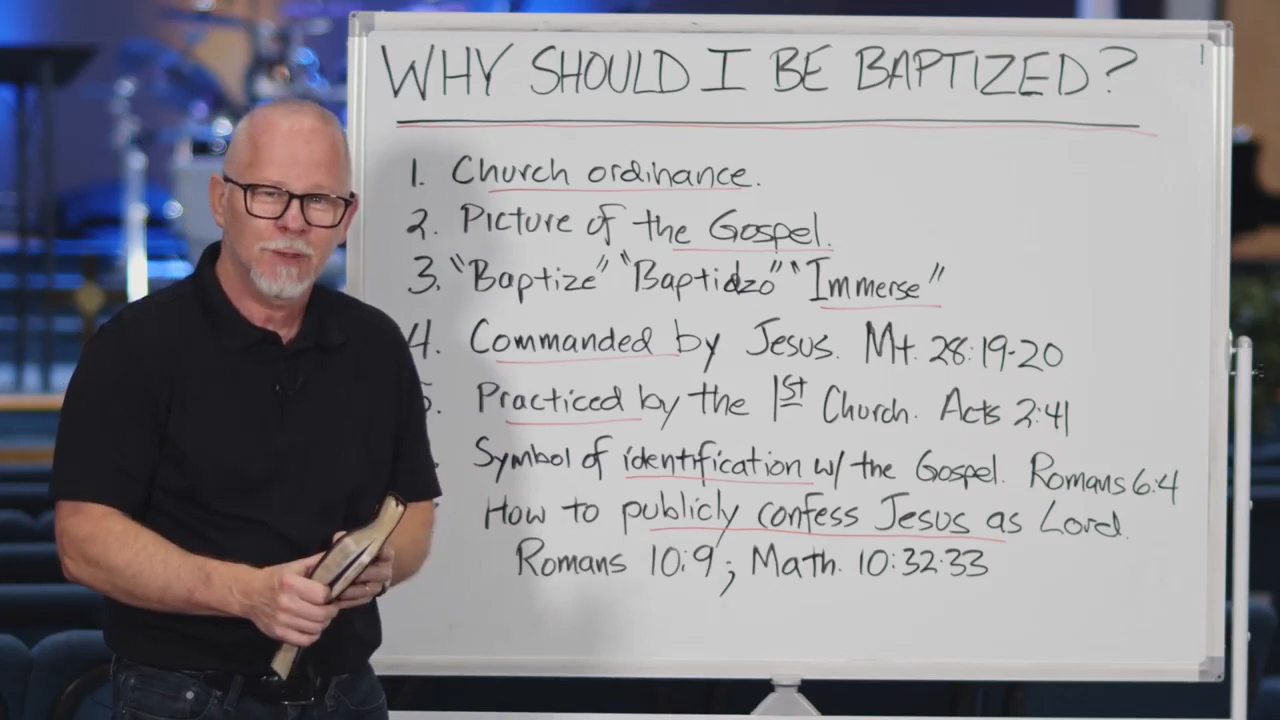 WHY SHOULD I BE BAPTIZED?
1. Church ordinance.
2. Picture of the Gospel.
3. "Baptize" "Baptidzo" "Immerse"
4. Commanded by Jesus. Mt. 28:19-20
5. Practiced by the 1st Church. Acts 2:41
Symbol of identification w/ the Gospel. Romans 6:4
How to publicly confess Jesus as Lord.
Romans 10:9; Math. 10:32-33